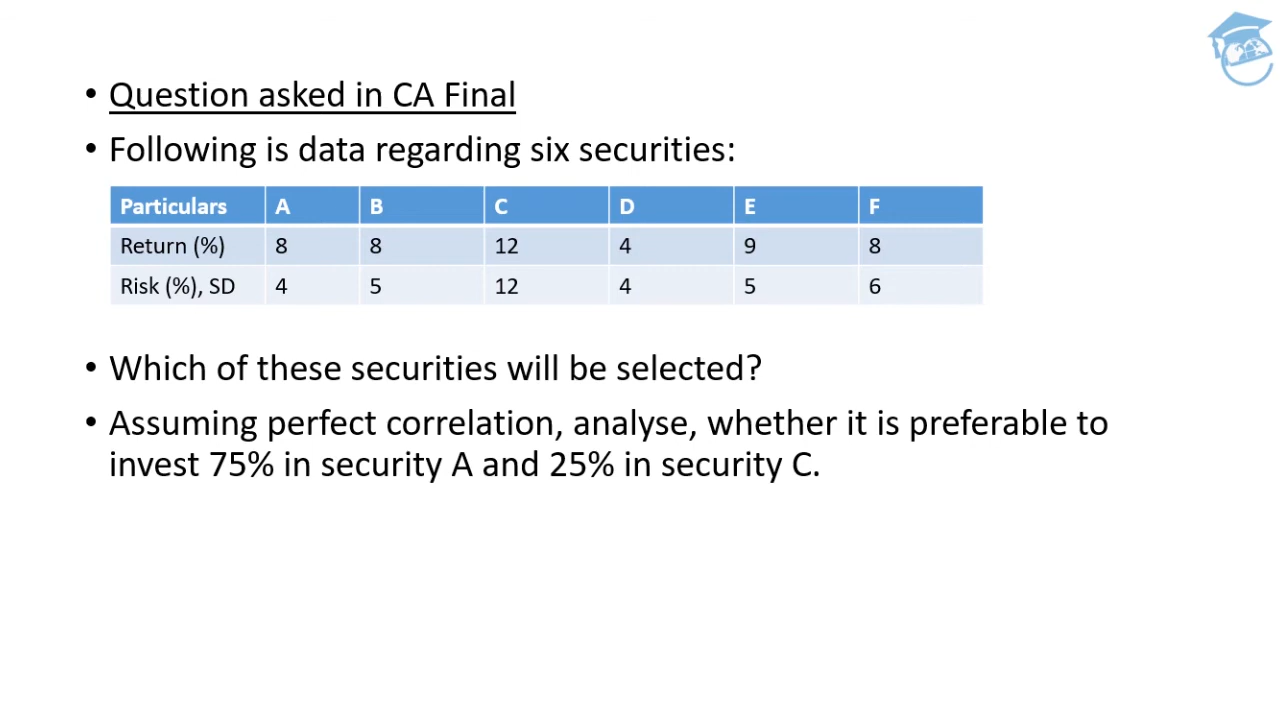 • Question asked in CA Final
• Following is data regarding six securities:
Particulars A B C D E F
Return (%) 8 8 12 4 9 8
Risk (%), SD 4 5 12 4 5 6
• Which of these securities will be selected?
• Assuming perfect correlation, analyse, whether it is preferable to
invest 75% in security A and 25% in security C.